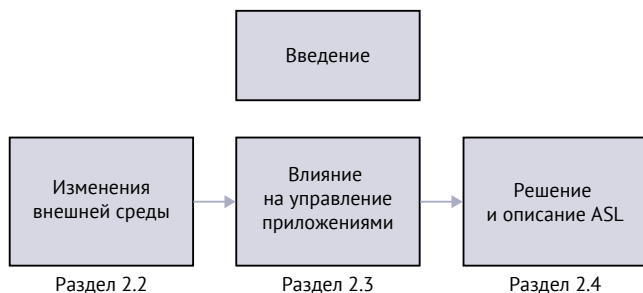 Введение
Изменения
внешней среды
Влияние
на управление
приложениями
Решение
и описание ASL
Раздел 2.2
Раздел 2.3
Раздел 2.4